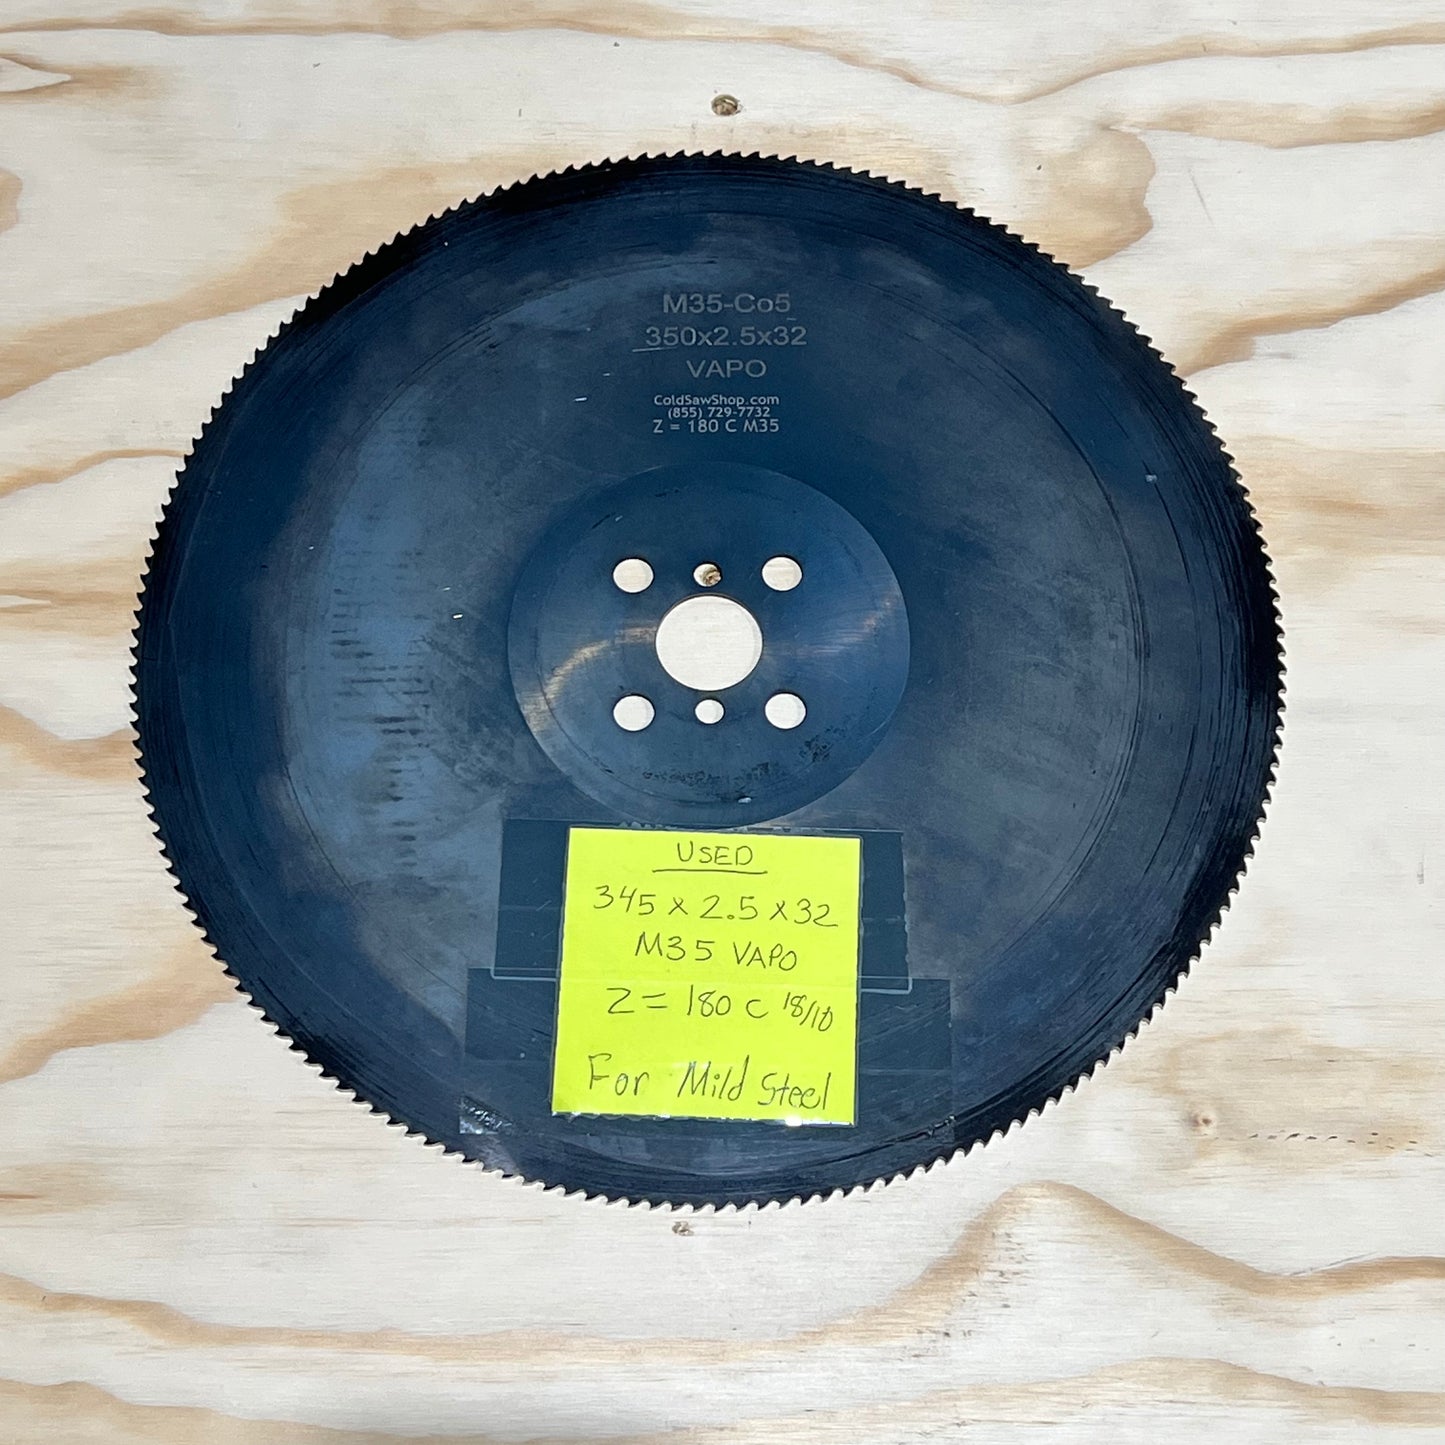 M35-Co5
350x2.5x32
VAPO
ColdSawShop.com
(855) 729-7732
Z = 180 C M35
USED
345 x 2.5 x 32
M35 VAPO
Z = 180 C 18/10
For Mild Steel